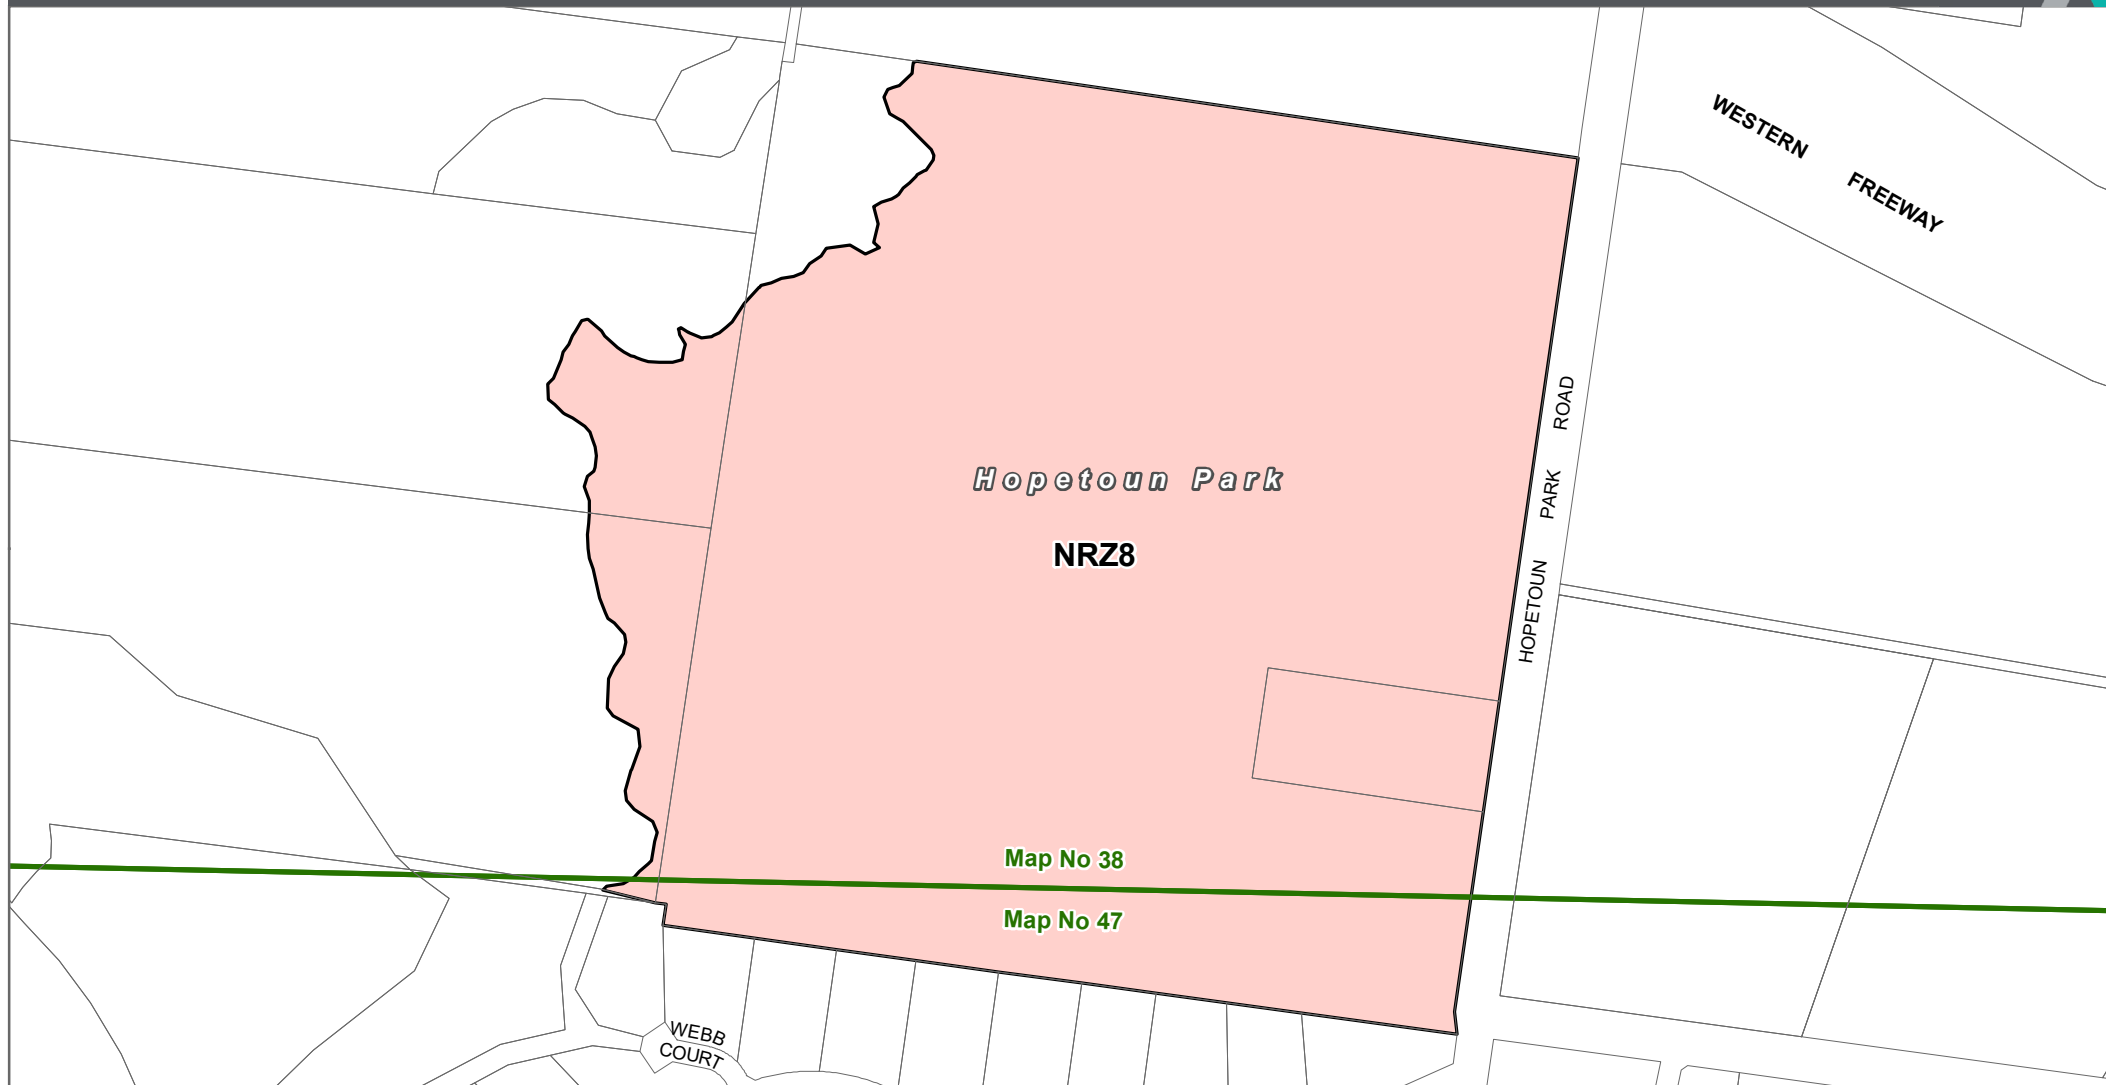 WESTERN
FREEWAY
HOPETOUN PARK ROAD
Hopetoun Park
NRZ8
Map No 38
Map No 47
WEBB
COURT